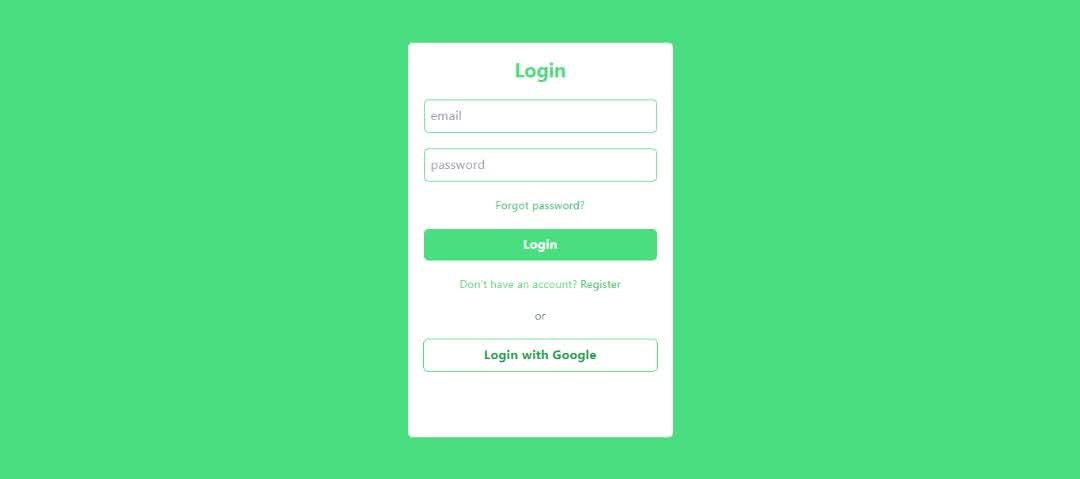 Login
email
password
Forgot password?
Login
Don't have an account? Register
or
Login with Google